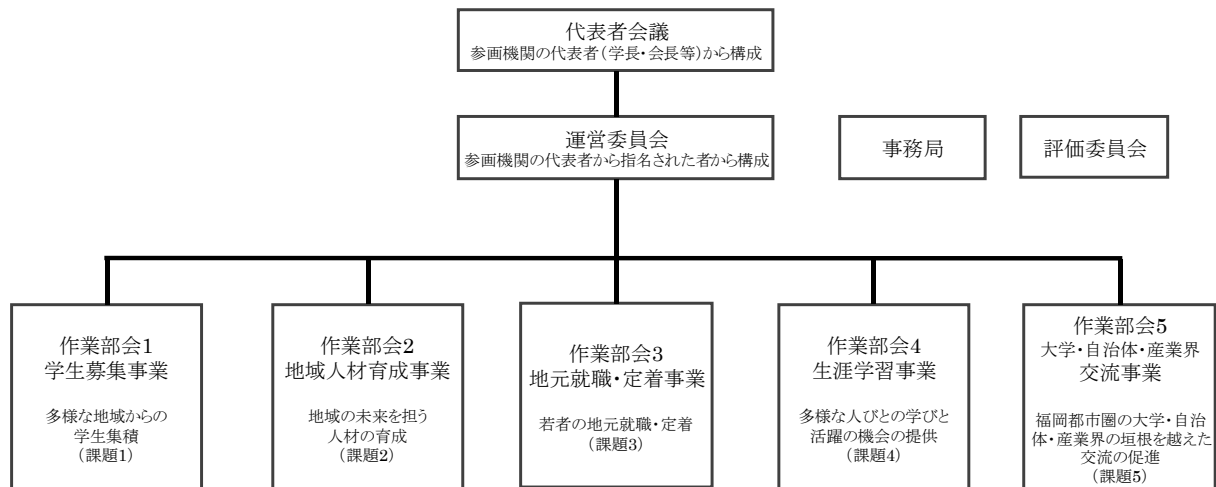 代表者会議
参画機関の代表者(学長・会長等)から構成
運営委員会
参画機関の代表者から指名された者から構成
事務局
評価委員会
作業部会1
学生募集事業
多様な地域からの
学生集積
(課題1)
作業部会2
地域人材育成事業
地域の未来を担う
人材の育成
(課題2)
作業部会3
地元就職・定着事業
若者の地元就職・定着
(課題3)
作業部会4
生涯学習事業
多様な人びとの学びと
活躍の機会の提供
(課題4)
作業部会5
大学・自治体・産業界
交流事業
福岡都市圏の大学・自治
体・産業界の垣根を越えた
交流の促進
(課題5)